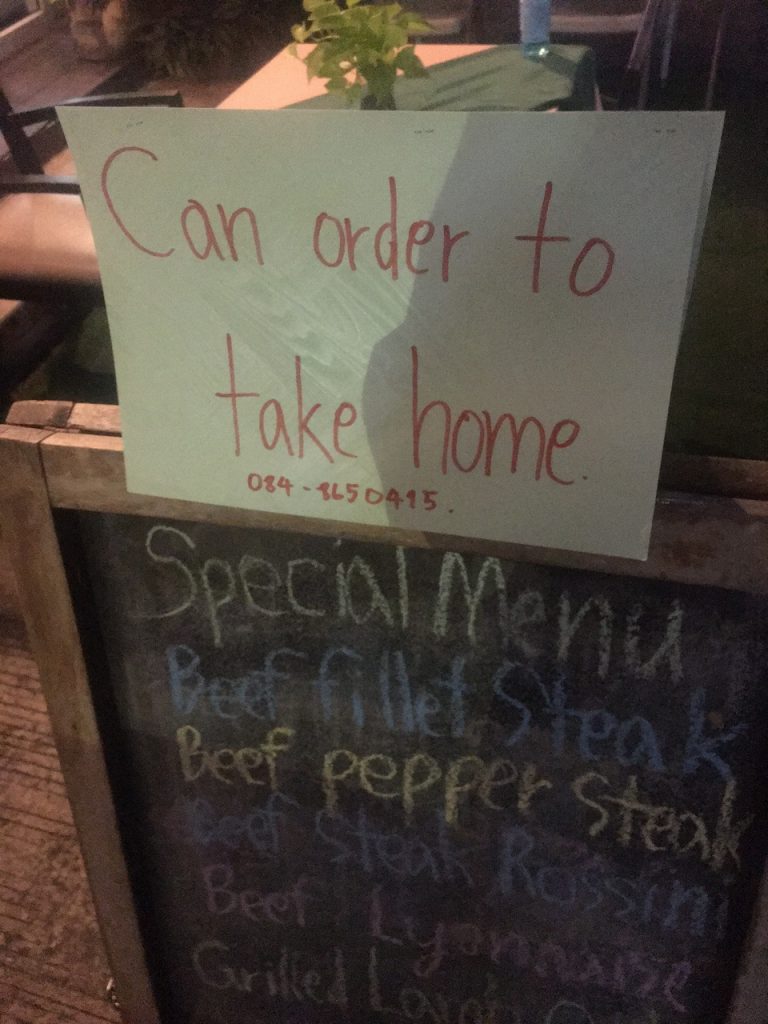 Can order to
take home.
084-8650415.
Special Menu
Beef fillet Steak
Beef pepper Steak
Beef Steak Rossini
Beef Lyonnaise
Grilled Lamb